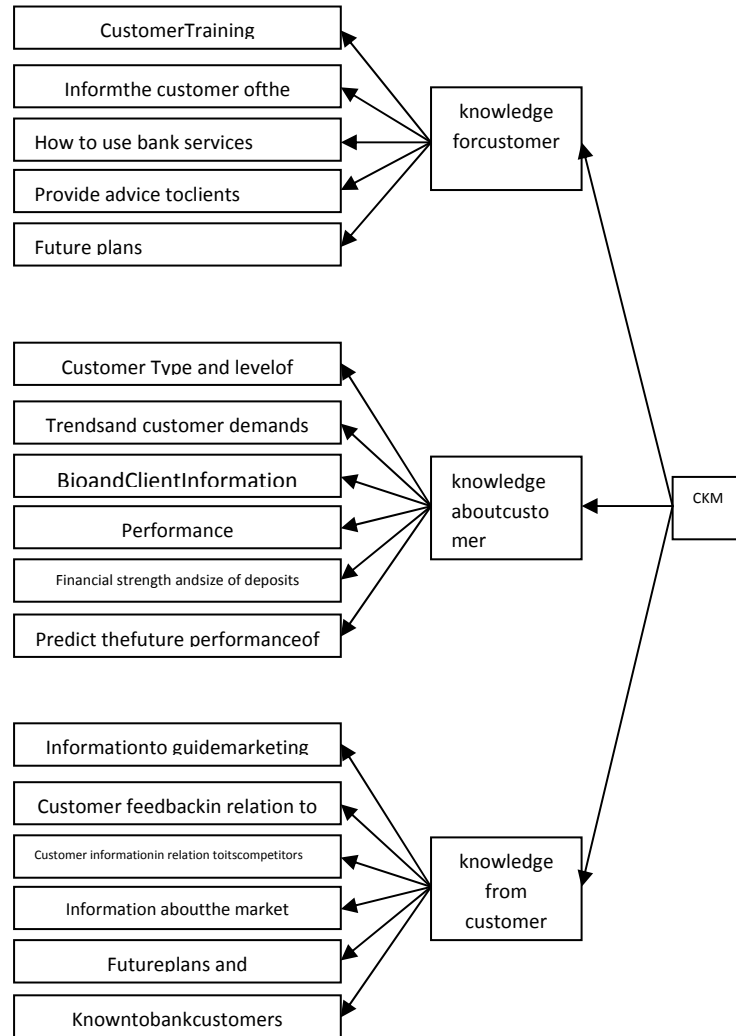 CustomerTraining
Informthe customer ofthe
How to use bank services
Provide advice toclients
Future plans
knowledge
forcustomer
Customer Type and levelof
Trendsand customer demands
BioandClientInformation
Performance
Financial strength andsize of deposits
Predict thefuture performanceof
knowledge
aboutcusto
mer
CKM
Informationto guidemarketing
Customer feedbackin relation to
Customer informationin relation toitscompetitors
Information aboutthe market
Futureplans and
Knowntobankcustomers
knowledge
from
customer